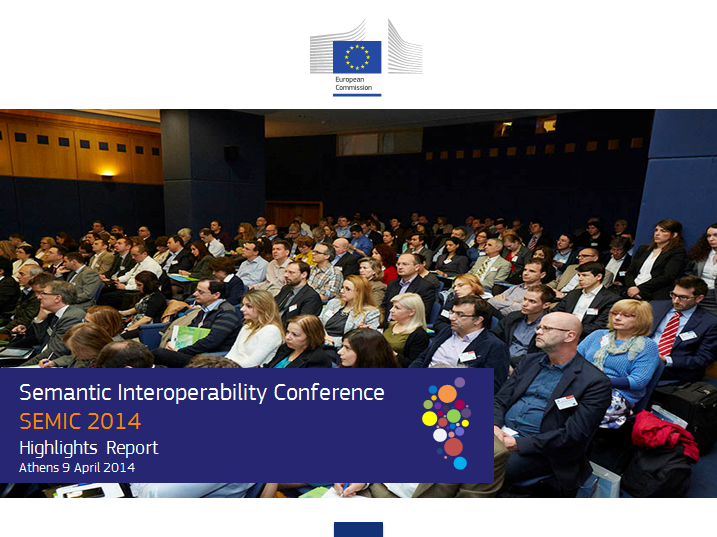 European
Commission
Semantic Interoperability Conference
SEMIC 2014
Highlights Report
Athens 9 April 2014